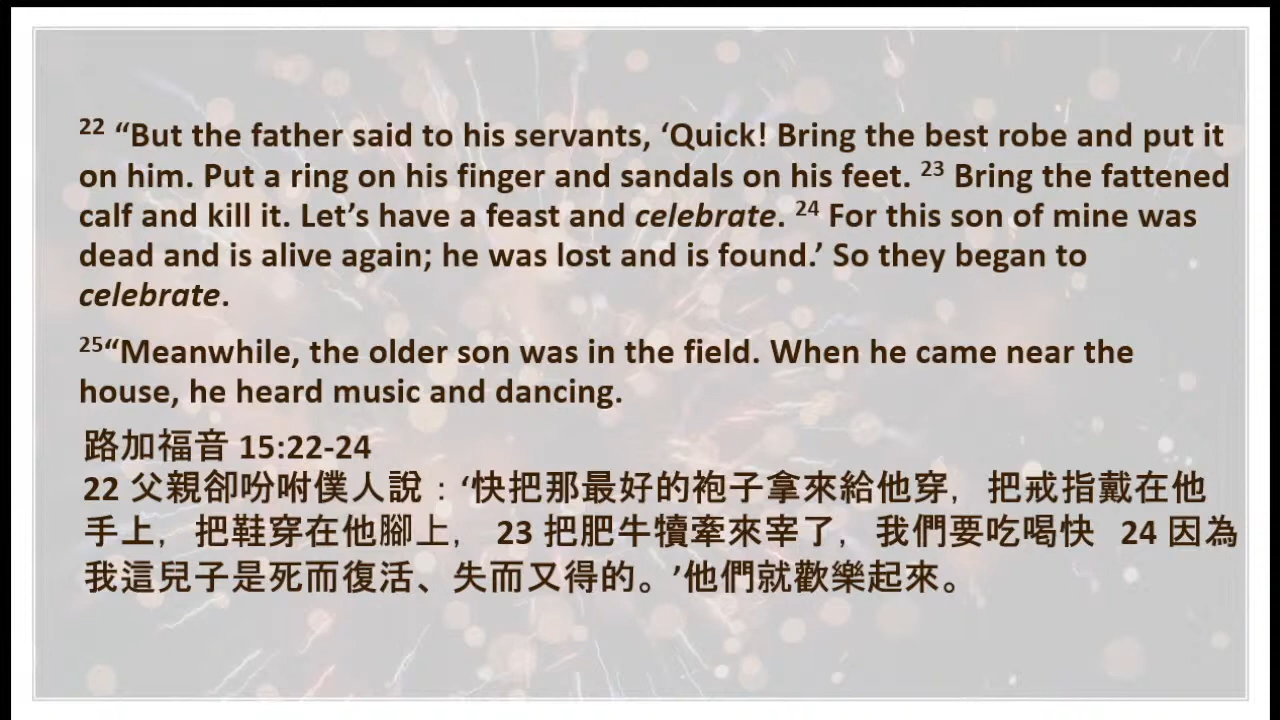 22 “But the father said to his servants, ‘Quick! Bring the best robe and put it
on him. Put a ring on his finger and sandals on his feet. 23 Bring the fattened
calf and kill it. Let’s have a feast and celebrate. 24 For this son of mine was
dead and is alive again; he was lost and is found.’ So they began to
celebrate.
25“Meanwhile, the older son was in the field. When he came near the
house, he heard music and dancing.
路加福音 15:22-24
22 父親卻吩咐僕人說：‘快把那最好的袍子拿來給他穿，把戒指戴在他
手上，把鞋穿在他腳上， 23 把肥牛犢牽來宰了，我們要吃喝快 24 因為
我這兒子是死而復活、失而又得的。’他們就歡樂起來。